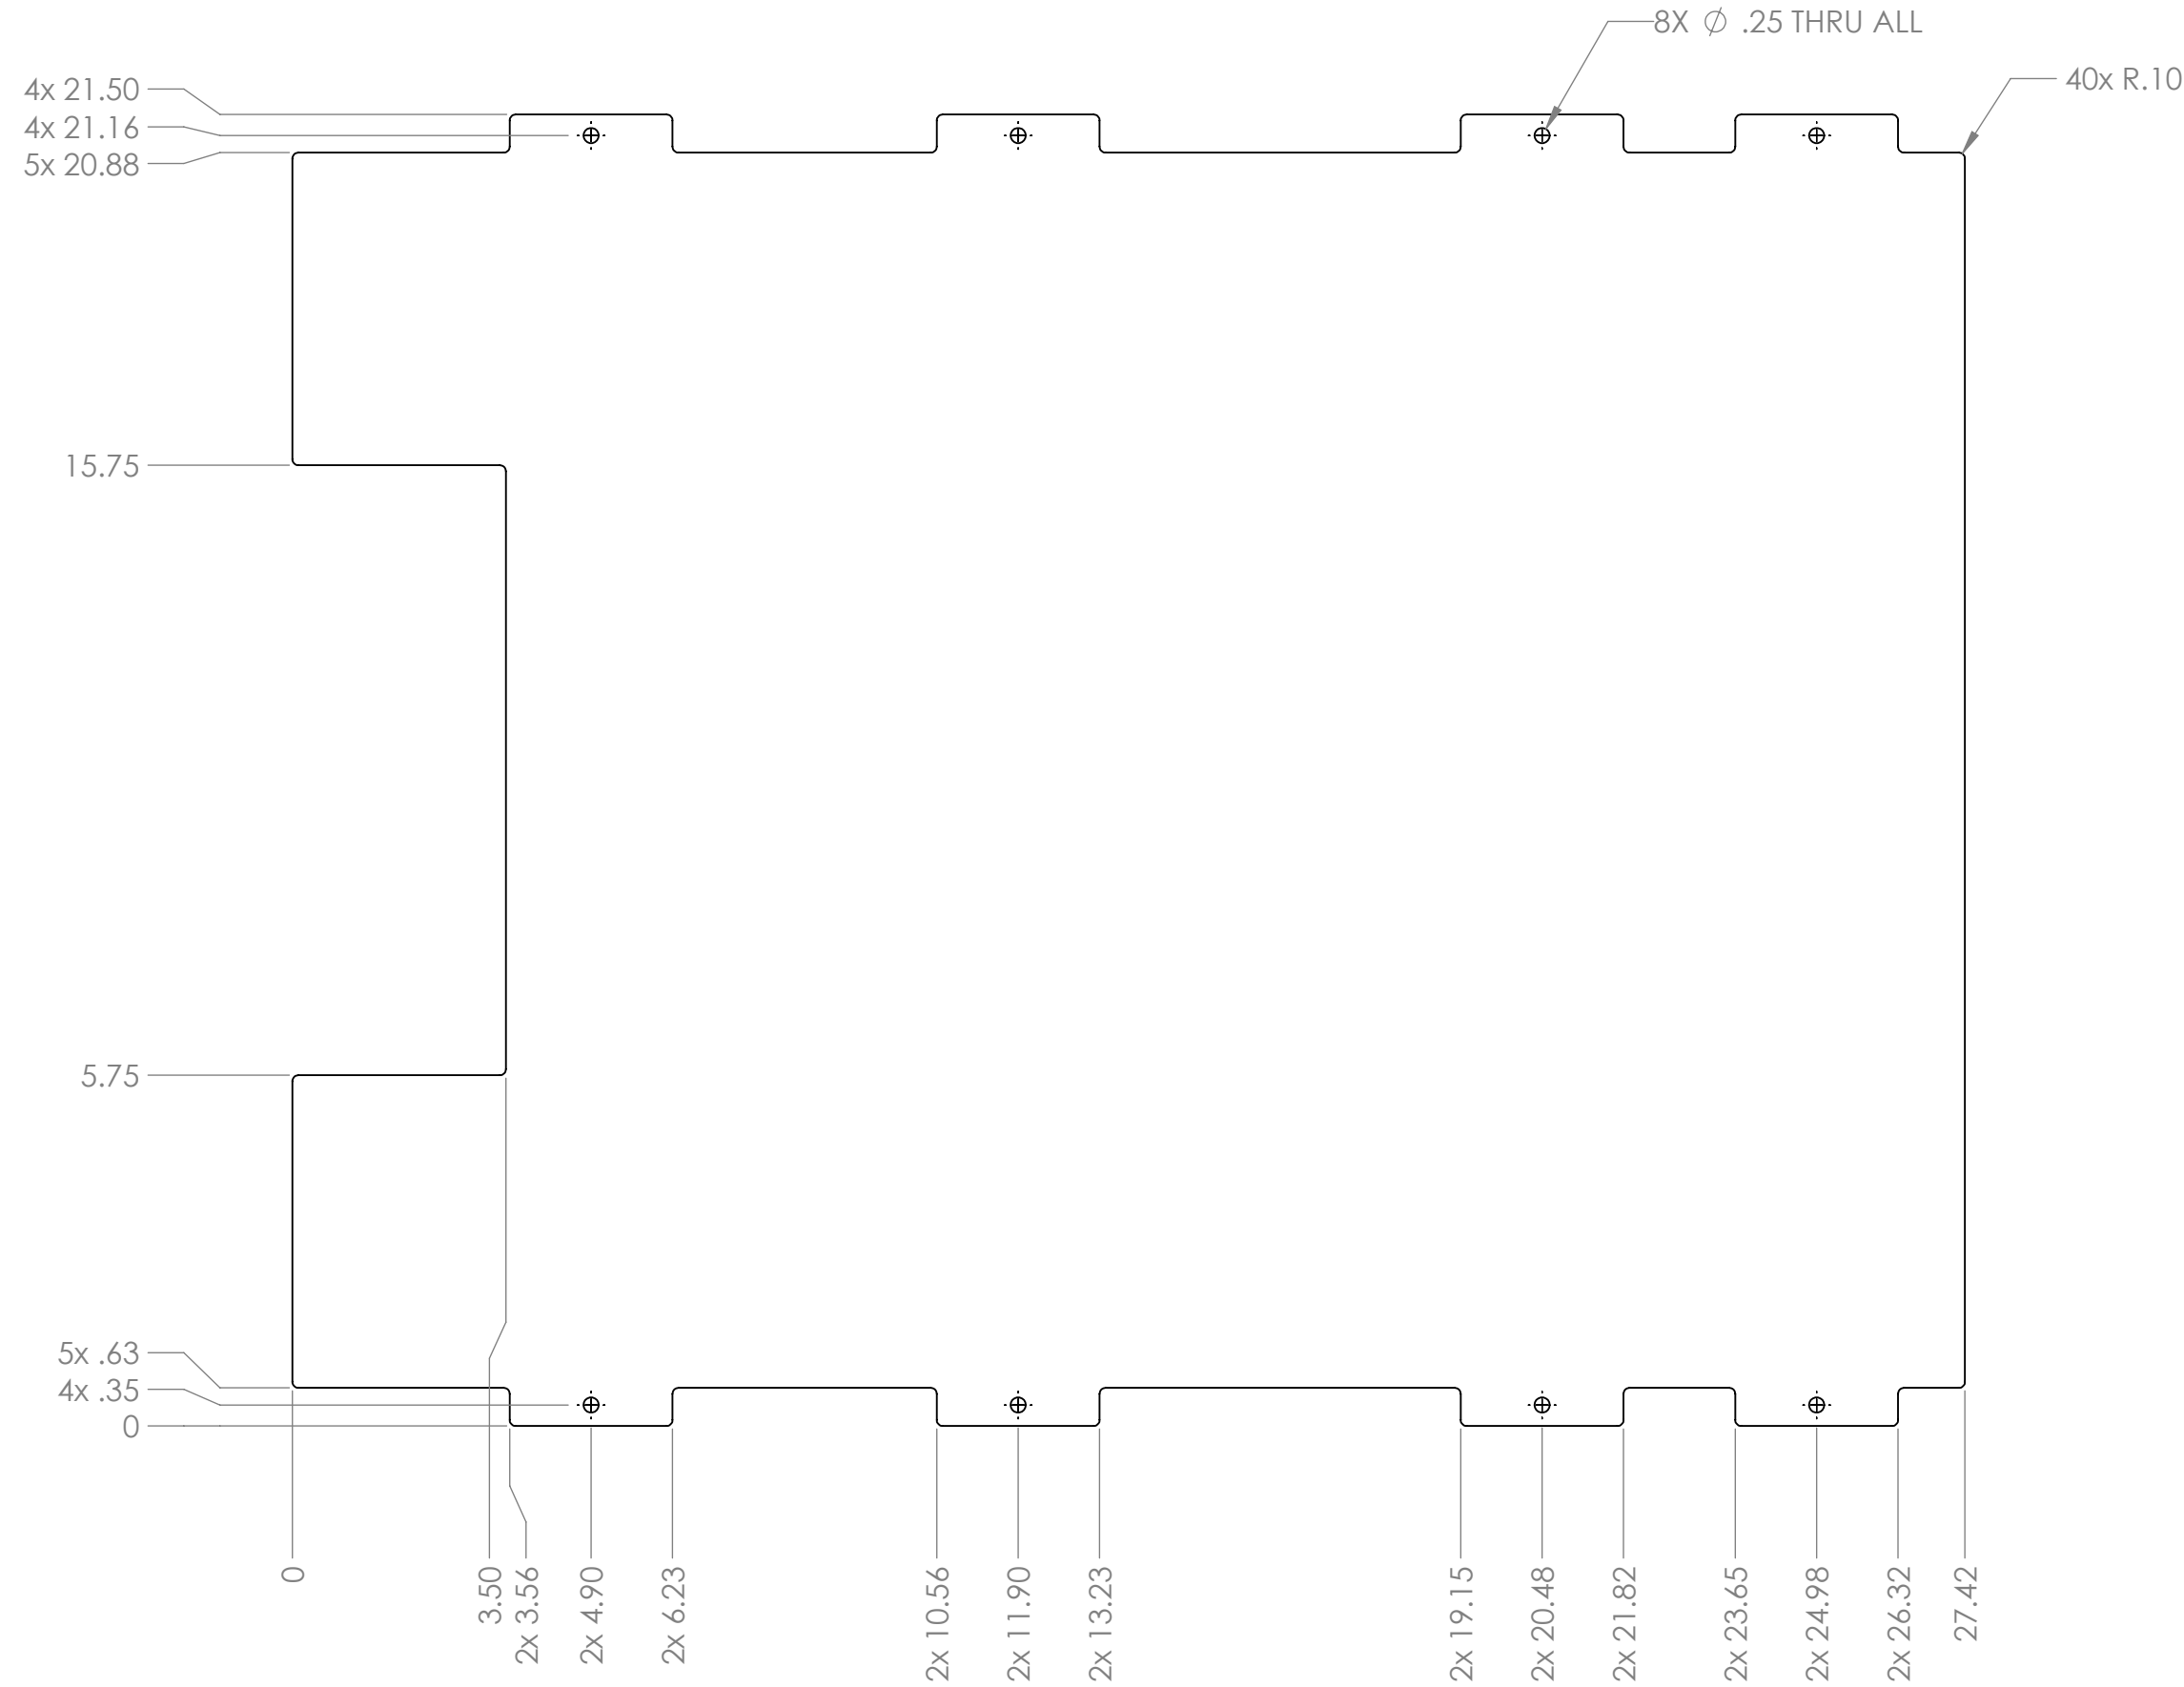 8X ∅ .25 THRU ALL
40x R.10
4x 21.50
4x 21.16
5x 20.88
15.75
5.75
5x .63
4x .35
0
0
3.50
2x 3.56
2x 4.90
2x 6.23
2x 10.56
2x 11.90
2x 13.23
2x 19.15
2x 20.48
2x 21.82
2x 23.65
2x 24.98
2x 26.32
27.42